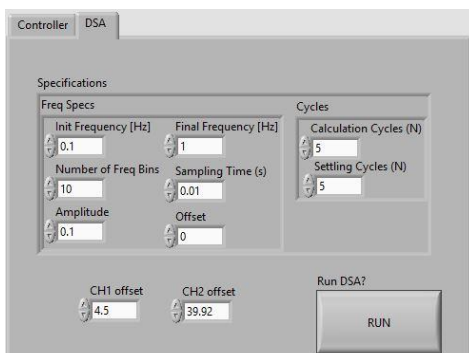 Controller DSA
Specifications
Freq Specs
Cycles
Init Frequency [Hz] Final Frequency [Hz]
Calculation Cycles (N)
0.1 1
5
Number of Freq Bins Sampling Time (s)
Settling Cycles (N)
10 0.01
5
Amplitude Offset
0.1 0
CH1 offset CH2 offset
4.5 39.92
Run DSA?
RUN